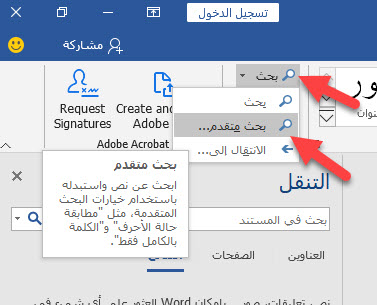 تسجيل الدخول
مشاركة
بحث
Request Signatures
Create and
Adobe
Adobe Acrobat
بحث
بحث متقدم...
الانتقال إلى...
بحث متقدم
ابحث عن نص واستبدله
باستخدام خيارات البحث
المتقدمة، مثل "مطابقة
حالة الأحرف" و"الكلمة
بالكامل فقط".
التنقل
بحث في المستند
العناوين
الصفحات